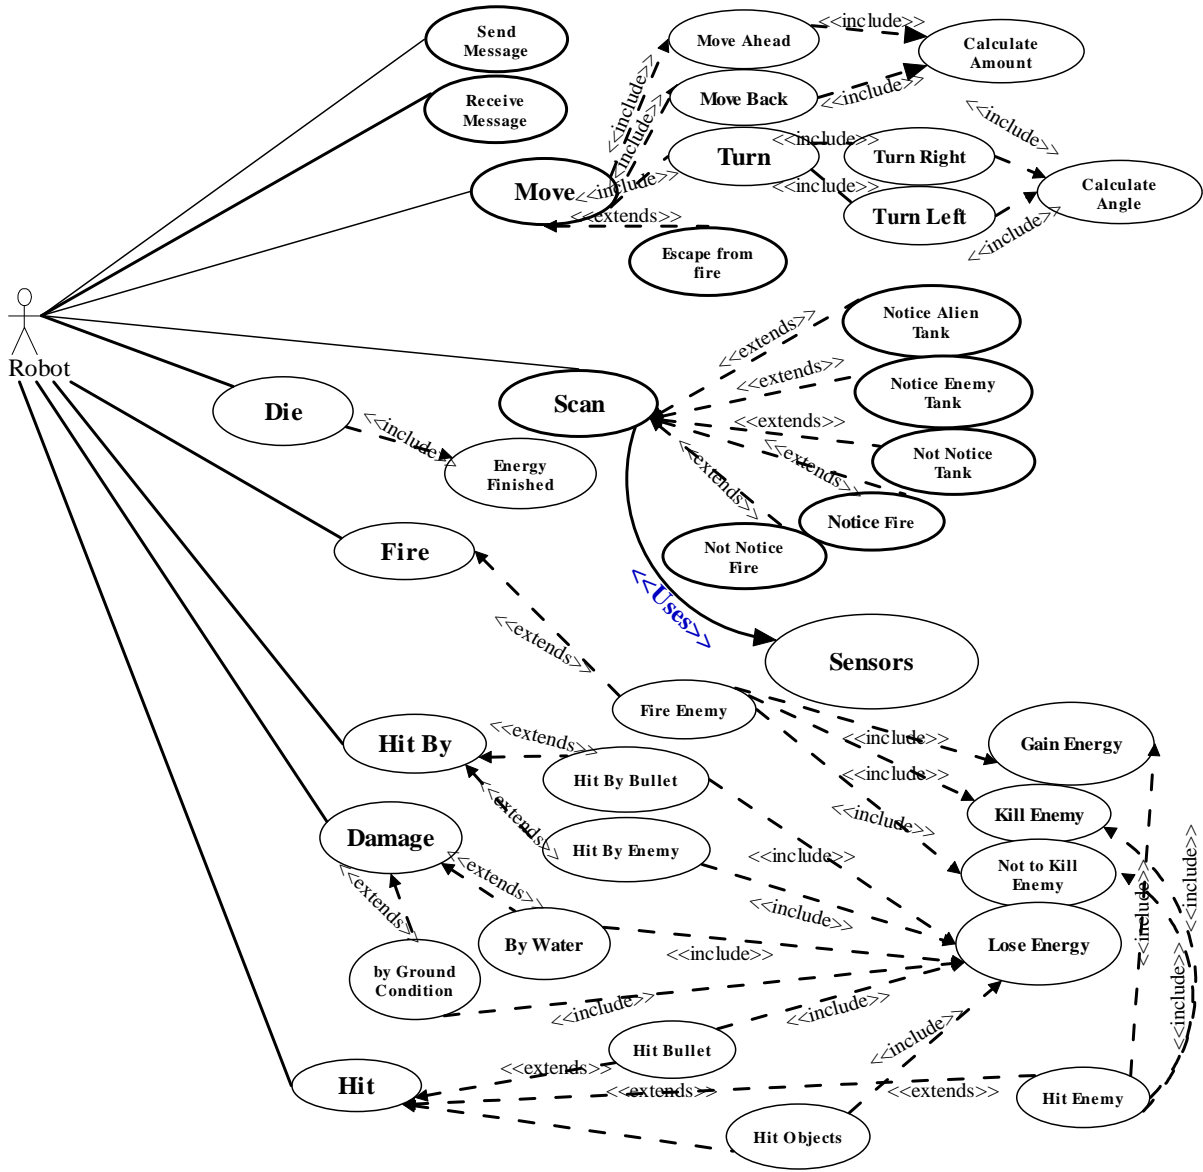 Send
Message
Receive
Message
Move
Move Ahead
Move Back
Turn
Turn Right
Turn Left
Calculate
Amount
Calculate
Angle
Escape from
fire
<<include>>
<<include>>
<<include>>
<<include>>
<<include>>
<<include>>
<<include>>
<<include>>
<<include>>
<<extends>>
Robot
Die
<<include>>
Energy
Finished
Scan
<<extends>>
<<extends>>
<<extends>>
<<extends>>
<<extends>>
Notice Alien
Tank
Notice Enemy
Tank
Not Notice
Tank
Notice Fire
Not Notice
Fire
<<Uses>>
Sensors
Fire
<<extends>>
Fire Enemy
<<include>>
<<include>>
<<include>>
Gain Energy
Kill Enemy
Not to Kill
Enemy
Lose Energy
Hit By
<<extends>>
<<extends>>
Hit By Bullet
Hit By Enemy
<<include>>
<<include>>
Damage
<<extends>>
<<extends>>
By Water
by Ground
Condition
<<include>>
<<include>>
<<include>>
<<include>>
<<include>>
<<include>>
<<include>>
Hit
<<extends>>
<<extends>>
<<extends>>
Hit Bullet
Hit Objects
Hit Enemy